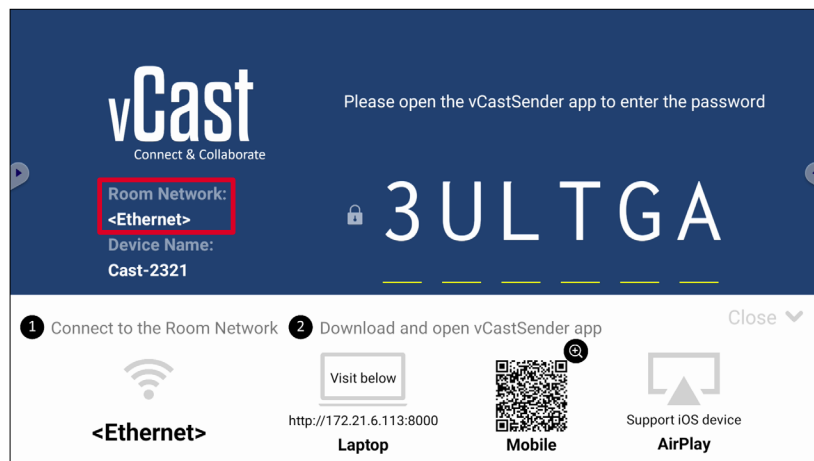 vCast
Connect & Collaborate
Please open the vCastSender app to enter the password
Room Network:
<Ethernet>
Device Name:
Cast-2321
3ULTGA
1 Connect to the Room Network
2 Download and open vCastSender app
Close
<Ethernet>
Visit below
http://172.21.6.113:8000
Laptop
Mobile
Support iOS device
AirPlay